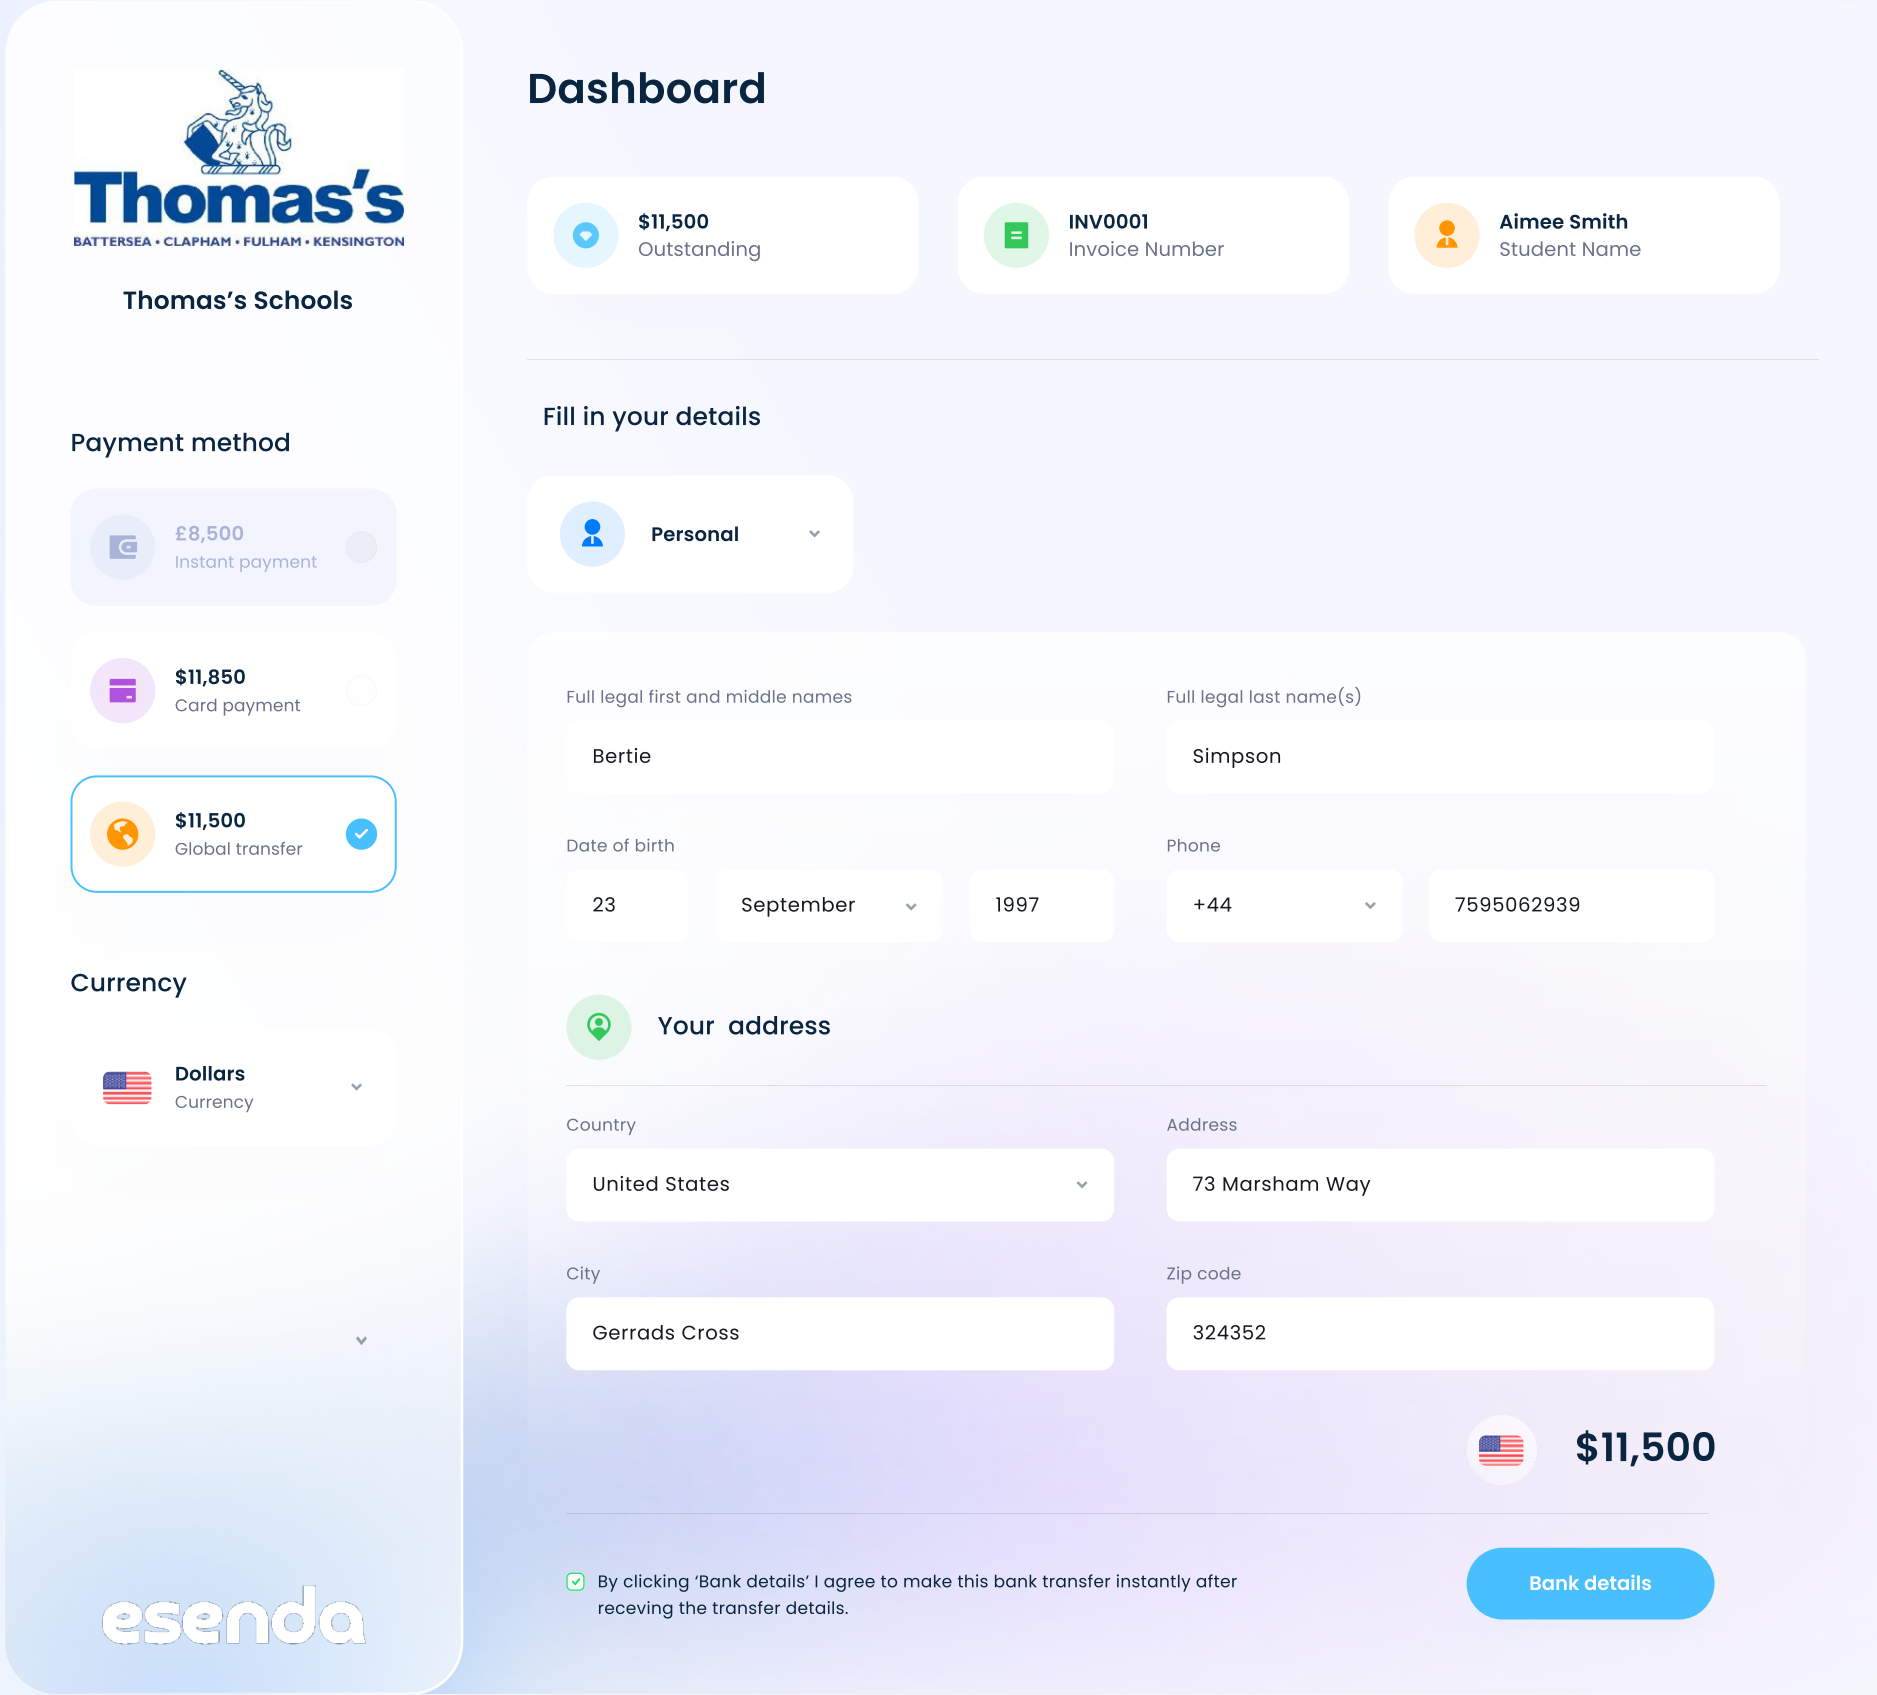 Thomas's
BATTERSEA • CLAPHAM • FULHAM • KENSINGTON
Thomas’s Schools
Payment method
£8,500
Instant payment
$11,850
Card payment
$11,500
Global transfer
Currency
Dollars
Currency
esenda
Dashboard
$11,500
Outstanding
INV0001
Invoice Number
Aimee Smith
Student Name
Fill in your details
Personal
Full legal first and middle names
Full legal last name(s)
Bertie
Simpson
Date of birth
Phone
23 September 1997
+44 7595062939
Your address
Country
Address
United States
73 Marsham Way
City
Zip code
Gerrads Cross
324352
$11,500
By clicking ‘Bank details’ I agree to make this bank transfer instantly after
receving the transfer details.
Bank details